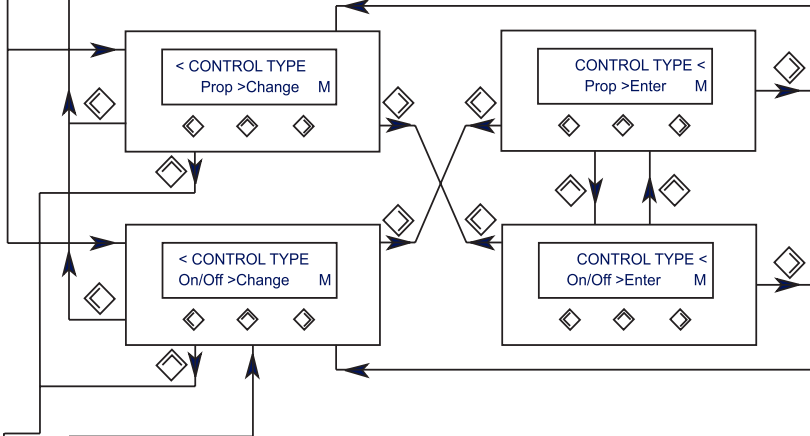 < CONTROL TYPE
Prop >Change M
CONTROL TYPE <
Prop >Enter M
< CONTROL TYPE
On/Off >Change M
CONTROL TYPE <
On/Off >Enter M